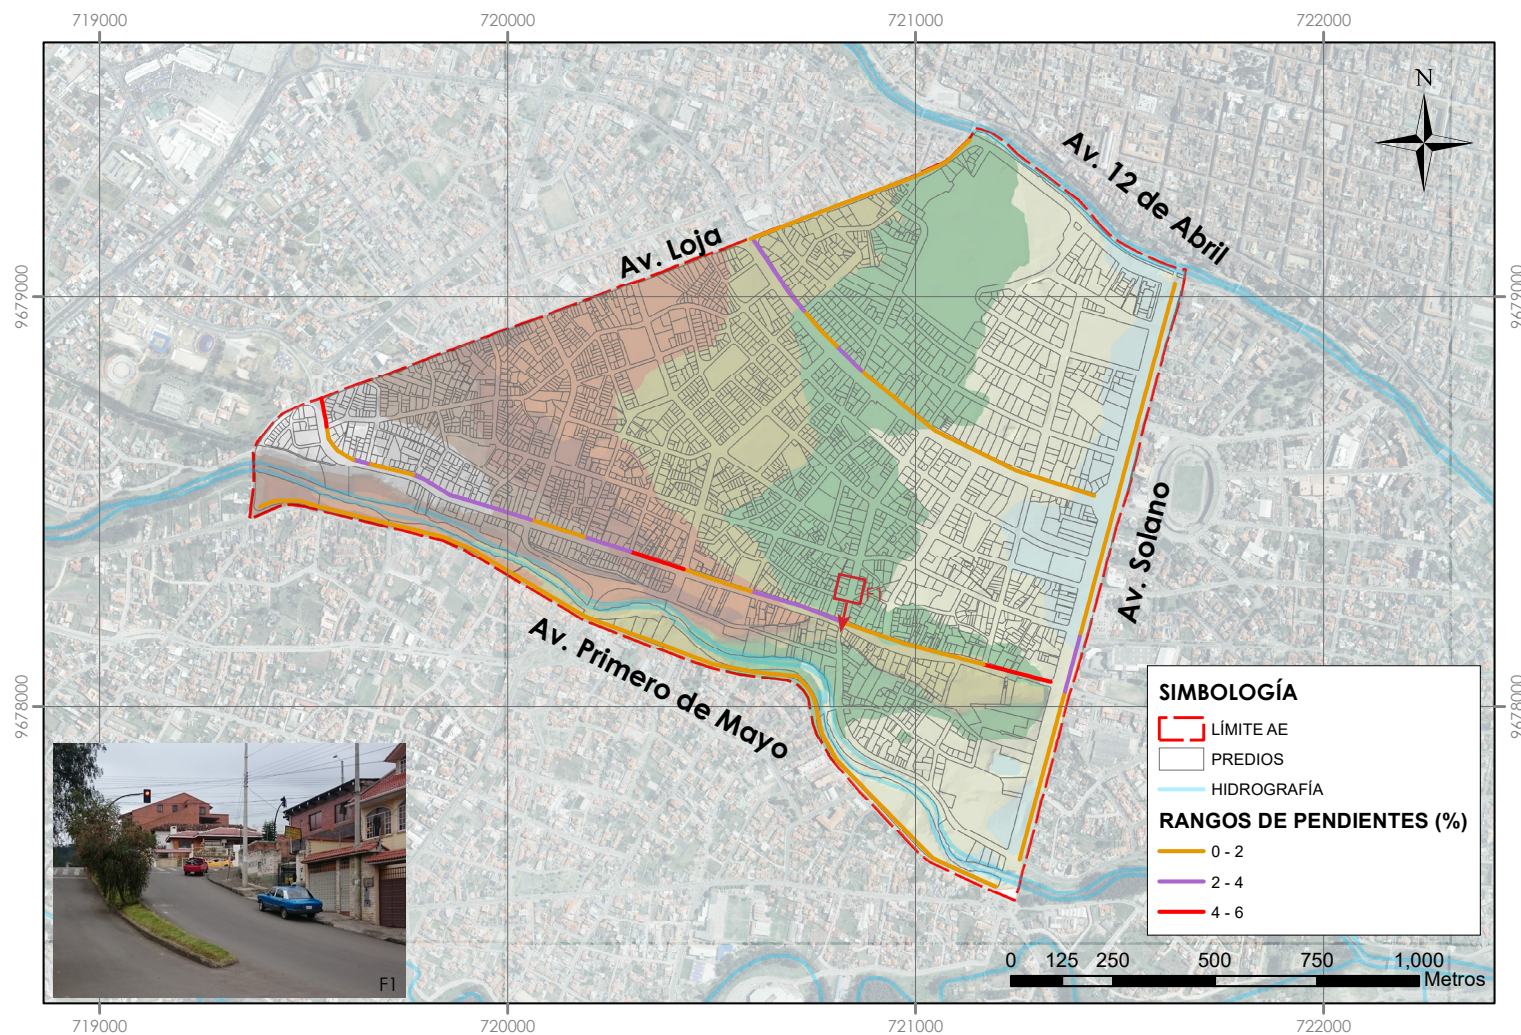 719000
720000
721000
722000
N
Av. 12 de Abril
Av. Loja
9679000
9679000
Av. Solano
F1
Av. Primero de Mayo
9678000
9678000
SIMBOLOGÍA
LÍMITE AE
PREDIOS
HIDROGRAFÍA
RANGOS DE PENDIENTES (%)
0 - 2
2 - 4
4 - 6
0 125 250 500 750 1,000
Metros
F1
719000
720000
721000
722000